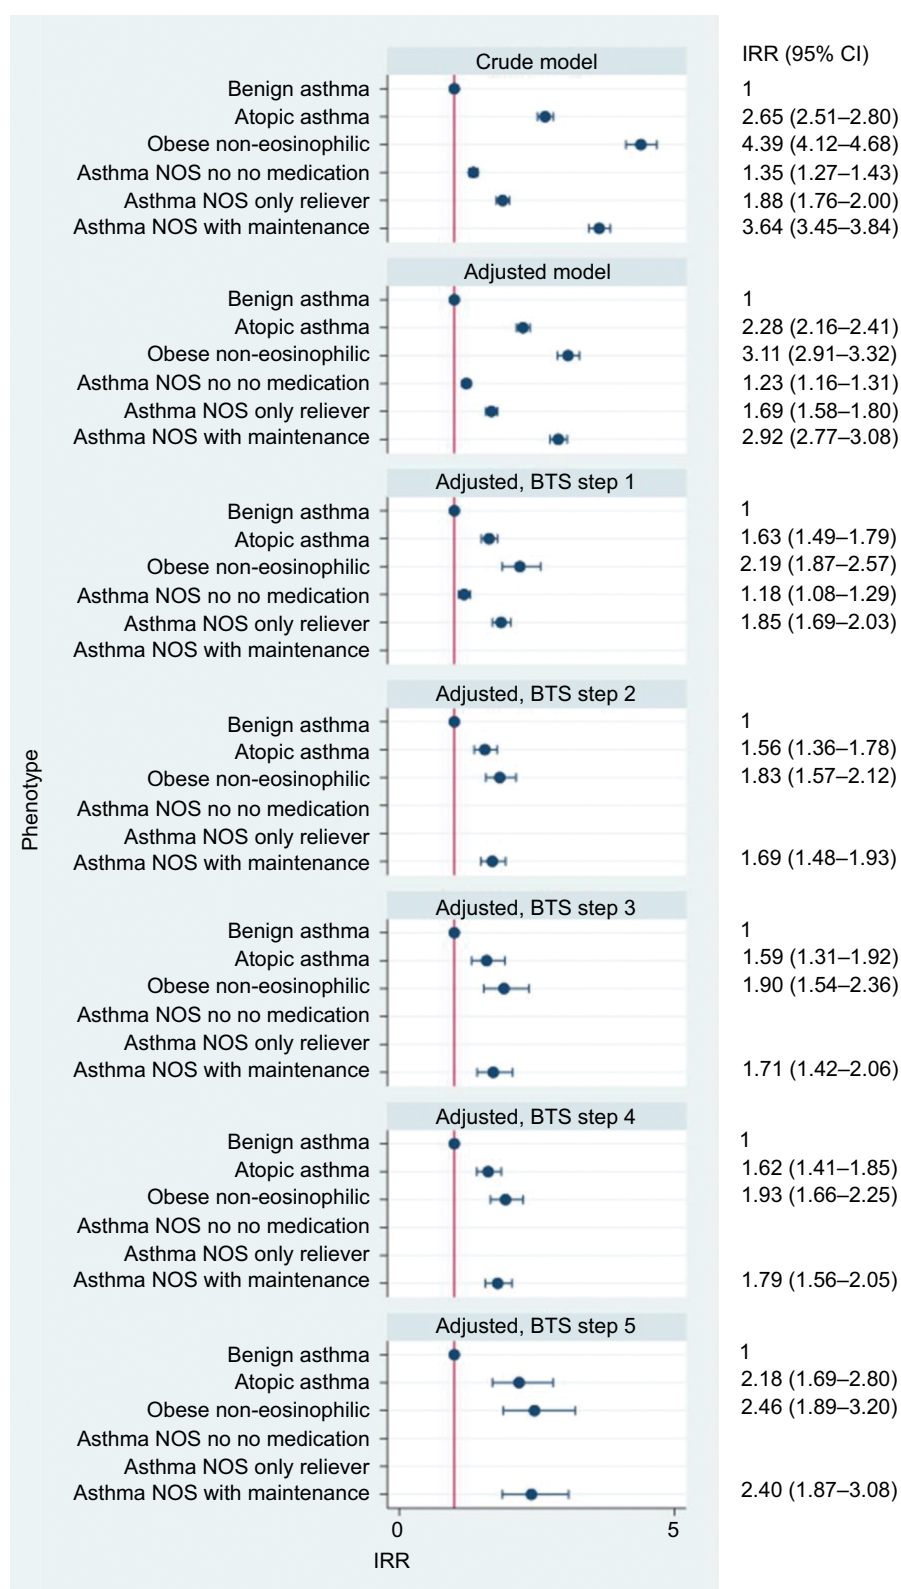 IRR (95% CI)
Crude model
Benign asthma 1
Atopic asthma 2.65 (2.51–2.80)
Obese non-eosinophilic 4.39 (4.12–4.68)
Asthma NOS no no medication 1.35 (1.27–1.43)
Asthma NOS only reliever 1.88 (1.76–2.00)
Asthma NOS with maintenance 3.64 (3.45–3.84)
Adjusted model
Benign asthma 1
Atopic asthma 2.28 (2.16–2.41)
Obese non-eosinophilic 3.11 (2.91–3.32)
Asthma NOS no no medication 1.23 (1.16–1.31)
Asthma NOS only reliever 1.69 (1.58–1.80)
Asthma NOS with maintenance 2.92 (2.77–3.08)
Adjusted, BTS step 1
Benign asthma 1
Atopic asthma 1.63 (1.49–1.79)
Obese non-eosinophilic 2.19 (1.87–2.57)
Asthma NOS no no medication 1.18 (1.08–1.29)
Asthma NOS only reliever 1.85 (1.69–2.03)
Asthma NOS with maintenance
Adjusted, BTS step 2
Benign asthma 1
Atopic asthma 1.56 (1.36–1.78)
Obese non-eosinophilic 1.83 (1.57–2.12)
Asthma NOS no no medication
Asthma NOS only reliever
Asthma NOS with maintenance 1.69 (1.48–1.93)
Phenotype
Adjusted, BTS step 3
Benign asthma 1
Atopic asthma 1.59 (1.31–1.92)
Obese non-eosinophilic 1.90 (1.54–2.36)
Asthma NOS no no medication
Asthma NOS only reliever
Asthma NOS with maintenance 1.71 (1.42–2.06)
Adjusted, BTS step 4
Benign asthma 1
Atopic asthma 1.62 (1.41–1.85)
Obese non-eosinophilic 1.93 (1.66–2.25)
Asthma NOS no no medication
Asthma NOS only reliever
Asthma NOS with maintenance 1.79 (1.56–2.05)
Adjusted, BTS step 5
Benign asthma 1
Atopic asthma 2.18 (1.69–2.80)
Obese non-eosinophilic 2.46 (1.89–3.20)
Asthma NOS no no medication
Asthma NOS only reliever
Asthma NOS with maintenance 2.40 (1.87–3.08)
0 5
IRR